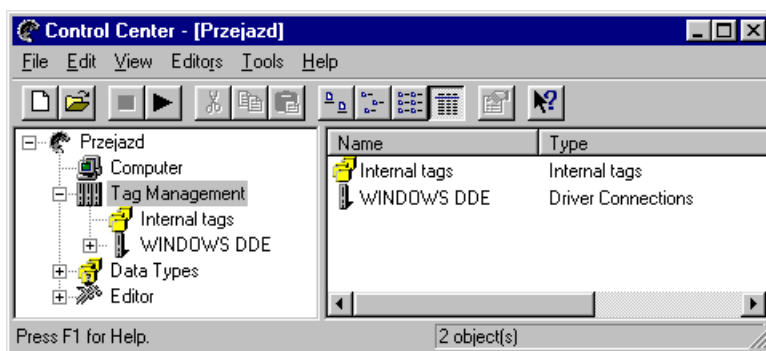 Control Center - [Przejazd]
File Edit View Editors Tools Help
Przejazd
Computer
Tag Management
Internal tags
WINDOWS DDE
Data Types
Editor
Name Type
Internal tags Internal tags
WINDOWS DDE Driver Connections
Press F1 for Help. 2 object(s)